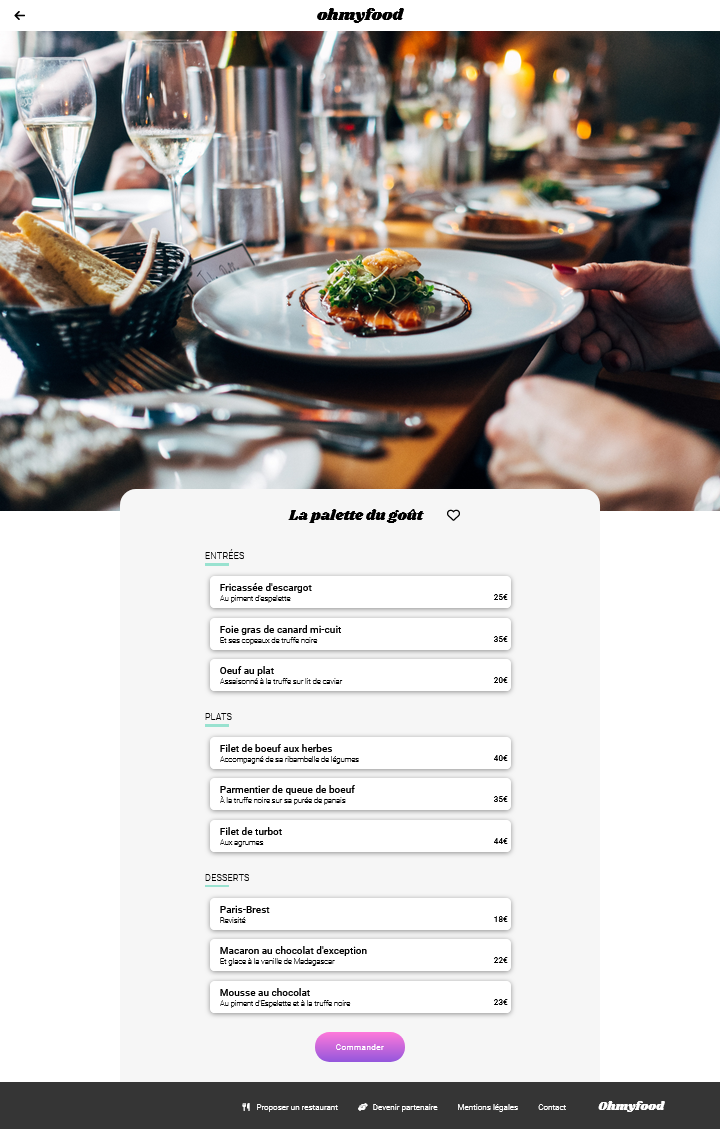 ohmyfood
La palette du goût
ENTRÉES
Fricassée d'escargot
Au piment d'espelette
25€
Foie gras de canard mi-cuit
Et ses copeaux de truffe noire
35€
Oeuf au plat
Assaisonné à la truffe sur lit de caviar
20€
PLATS
Filet de boeuf aux herbes
Accompagné de sa ribambelle de légumes
40€
Parmentier de queue de boeuf
À la truffe noire sur sa purée de panais
35€
Filet de turbot
Aux agrumes
44€
DESSERTS
Paris-Brest
Revisité
18€
Macaron au chocolat d'exception
Et glace à la vanille de Madagascar
22€
Mousse au chocolat
Au piment d'Espelette et à la truffe noire
23€
Commander
Proposer un restaurant Devenir partenaire Mentions légales Contact Ohmyfood